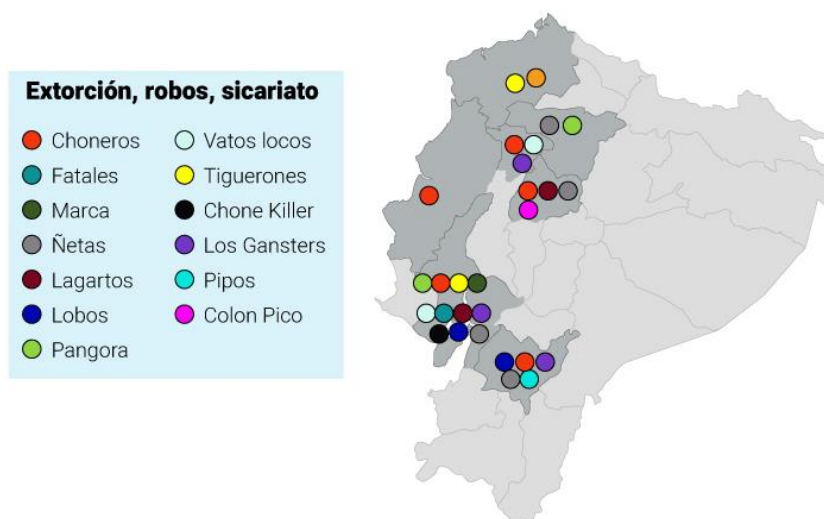 Extorción, robos, sicariato
Choneros
Fatales
Marca
Ñetas
Lagartos
Lobos
Pangora
Vatos locos
Tiguerones
Chone Killer
Los Gansters
Pipos
Colon Pico